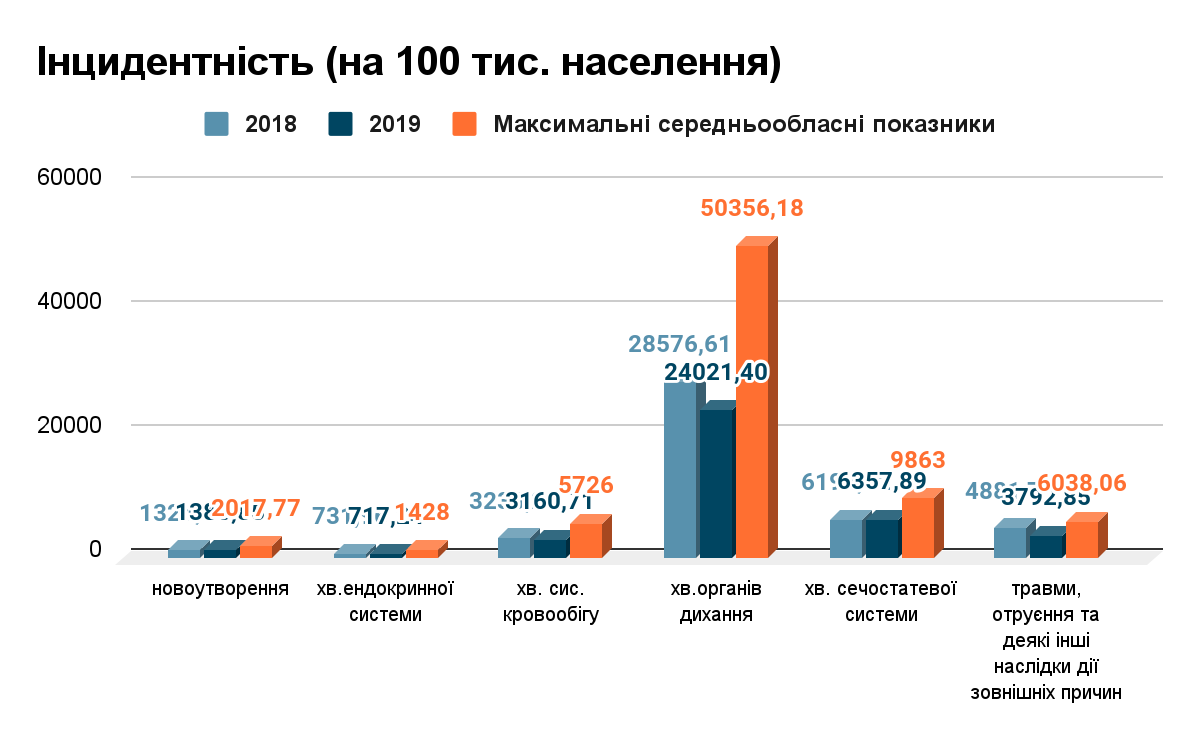 Інцидентність (на 100 тис. населення)
2018 2019 Максимальні середньообласні показники
60000
50356,18
40000
28576,61
24021,40
20000
9863
6357,89
5726
3160,71
6038,06
3792,85
2017,77
1428
0
новоутворення
хв.ендокринної
системи
хв. сис.
кровообігу
хв.органів
дихання
хв. сечостатевої
системи
травми,
отруєння та
деякі інші
наслідки дії
зовнішніх причин